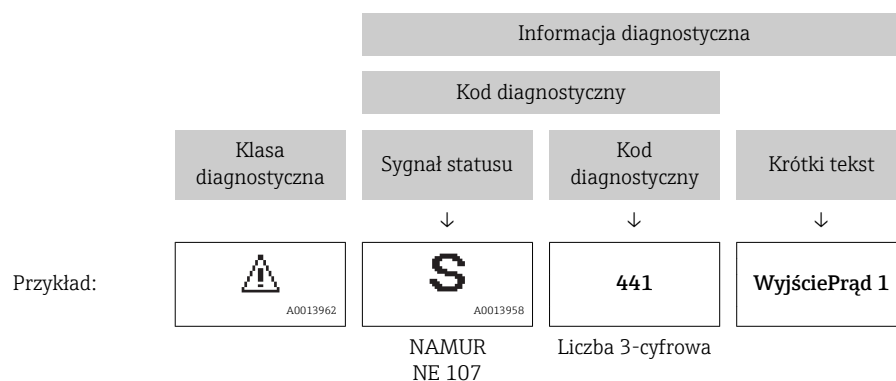 Informacja diagnostyczna
Kod diagnostyczny
Klasa
diagnostyczna
Sygnał statusu
Kod
diagnostyczny
Krótki tekst
↓
↓
↓
Przykład:
A0013962
S
A0013958
441
WyjściePrąd 1
NAMUR
NE 107
Liczba 3-cyfrowa